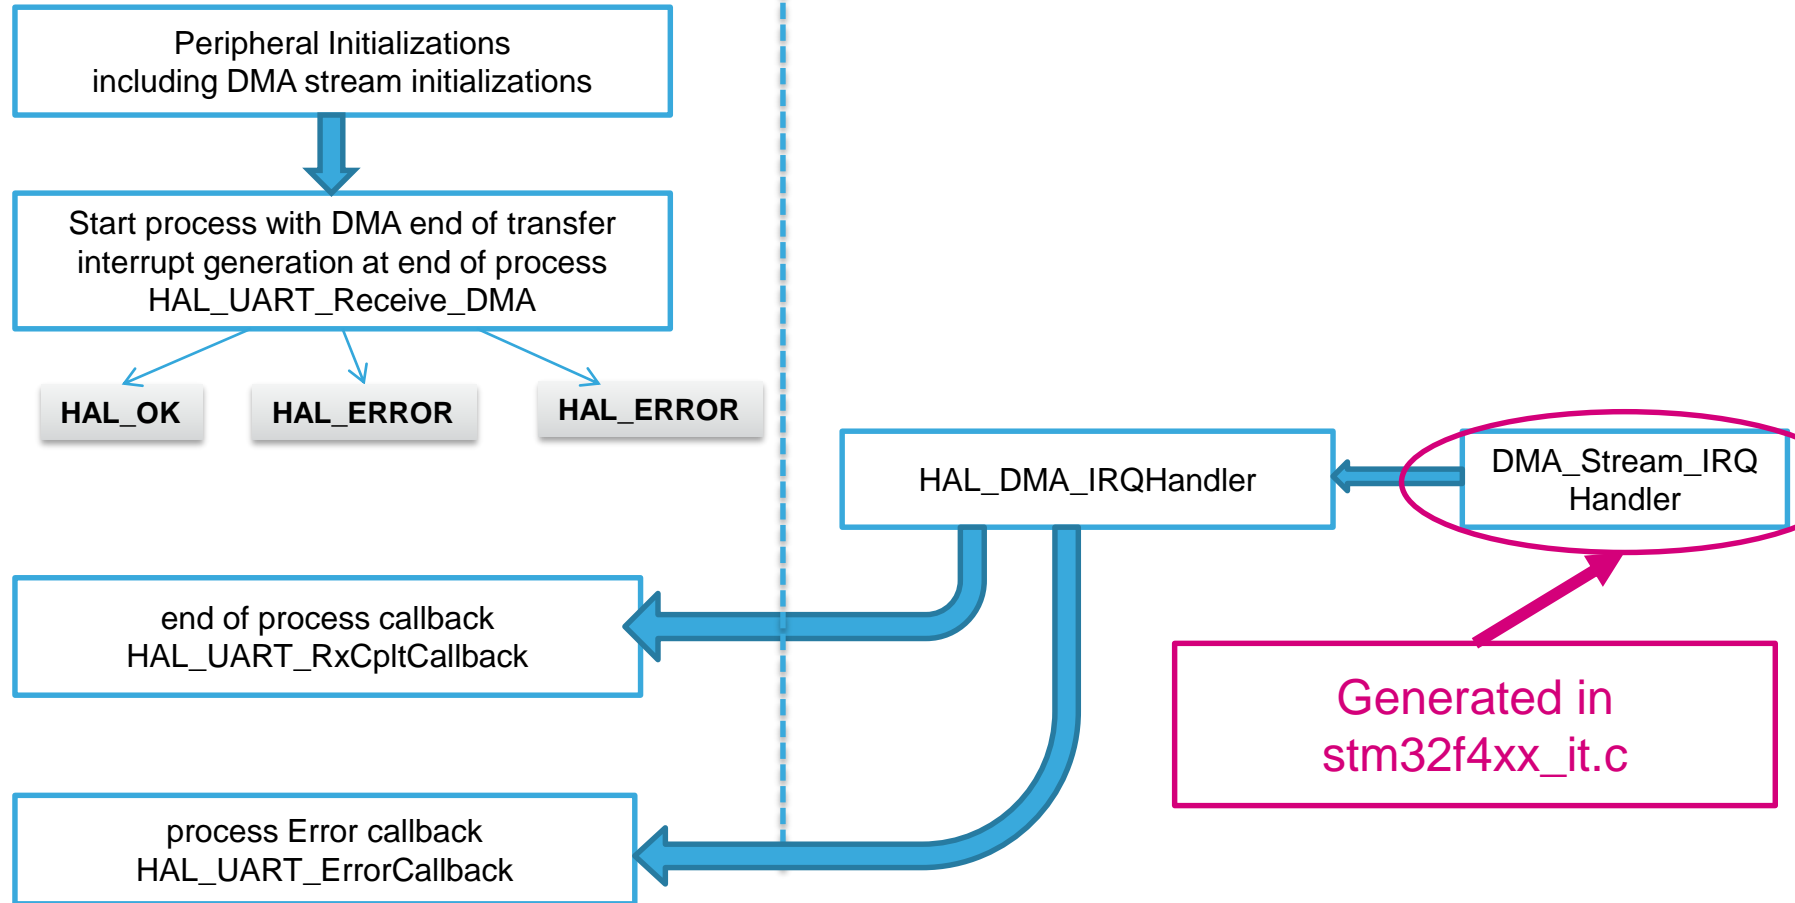 Peripheral Initializations
including DMA stream initializations
Start process with DMA end of transfer
interrupt generation at end of process
HAL_UART_Receive_DMA
HAL_OK
HAL_ERROR
HAL_ERROR
HAL_DMA_IRQHandler
DMA_Stream_IRQ
Handler
end of process callback
HAL_UART_RxCpltCallback
Generated in
stm32f4xx_it.c
process Error callback
HAL_UART_ErrorCallback